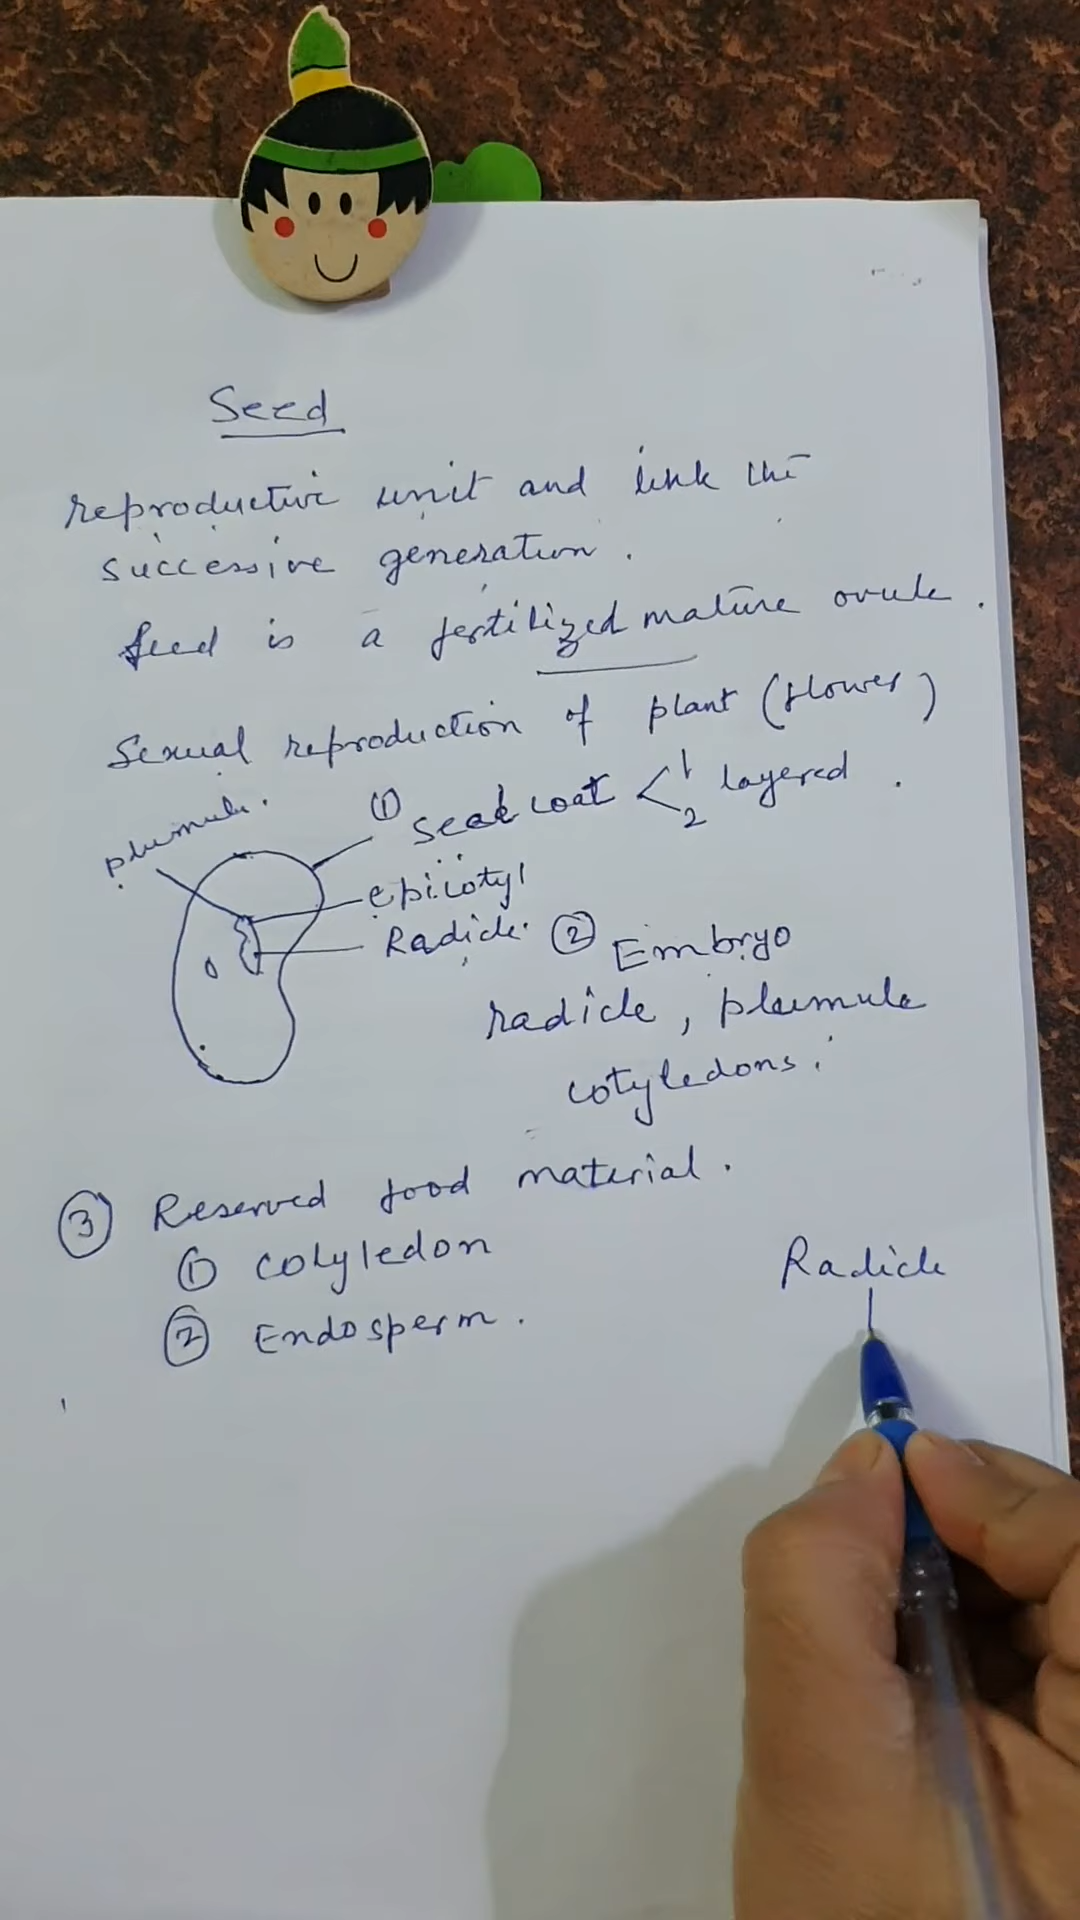 Seed
reproductive unit and link the
successive generation.
Seed is a fertilized mature ovule.
Sexual reproduction of plant (flower)
plumule.
① Seed coat < 1 2 layered.
epicotyl
Radicle.
② Embryo
radicle, plumule
cotyledons.
③ Reserved food material.
① Cotyledon
② Endosperm.
Radicle